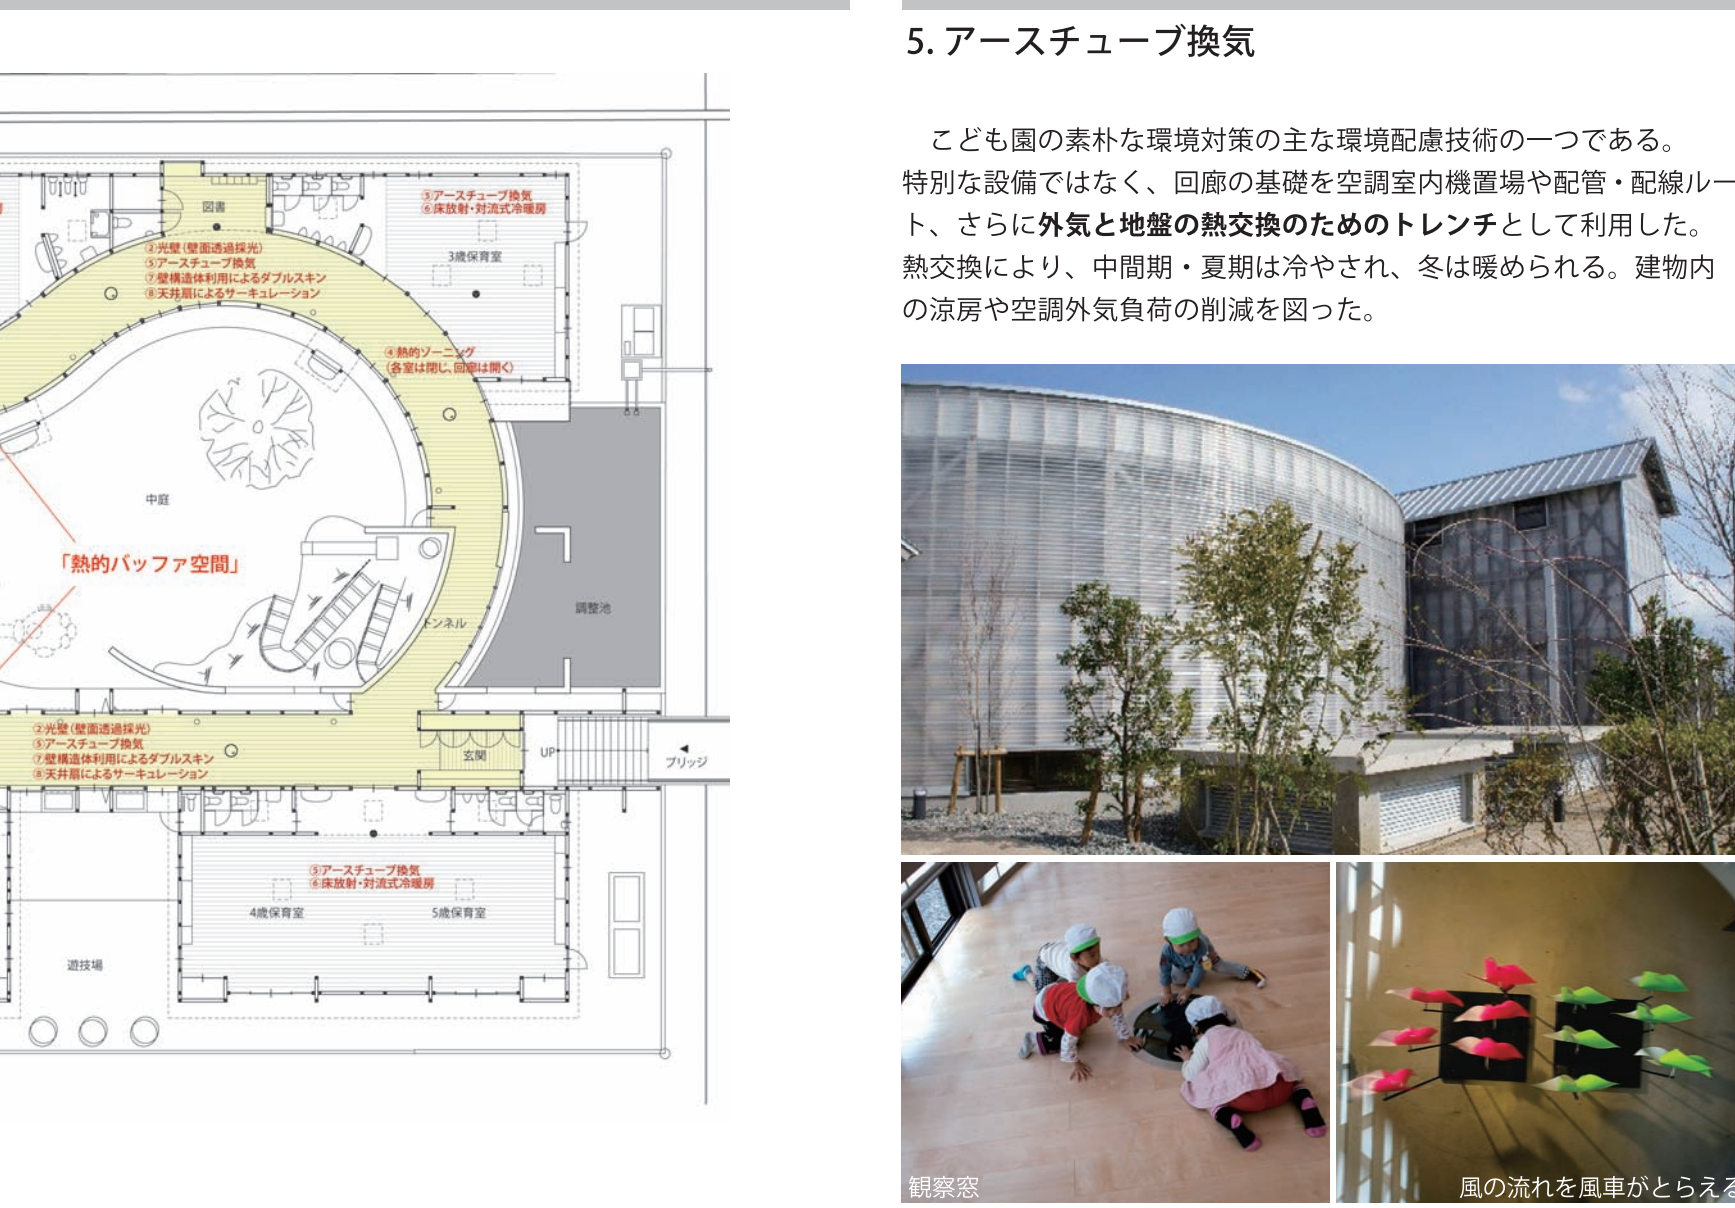 図書
②光壁(壁面透過採光)
⑤アースチューブ換気
⑦壁構造体利用によるダブルスキン
⑧天井扇によるサーキュレーション
⑤アースチューブ換気
⑥床放射・対流式冷暖房
3歳保育室
④熱的ゾーニング
(各室は閉じ、回廊は開く)
中庭
「熱的バッファ空間」
調整池
トンネル
②光壁(壁面透過採光)
⑤アースチューブ換気
⑦壁構造体利用によるダブルスキン
⑧天井扇によるサーキュレーション
玄関
UP
ブリッジ
⑤アースチューブ換気
⑥床放射・対流式冷暖房
4歳保育室
5歳保育室
遊技場
5. アースチューブ換気
こども園の素朴な環境対策の主な環境配慮技術の一つである。
特別な設備ではなく、回廊の基礎を空調室内機置場や配管・配線ルー
ト、さらに外気と地盤の熱交換のためのトレンチとして利用した。
熱交換により、中間期・夏期は冷やされ、冬は暖められる。建物内
の涼房や空調外気負荷の削減を図った。
観察窓
風の流れを風車がとらえる